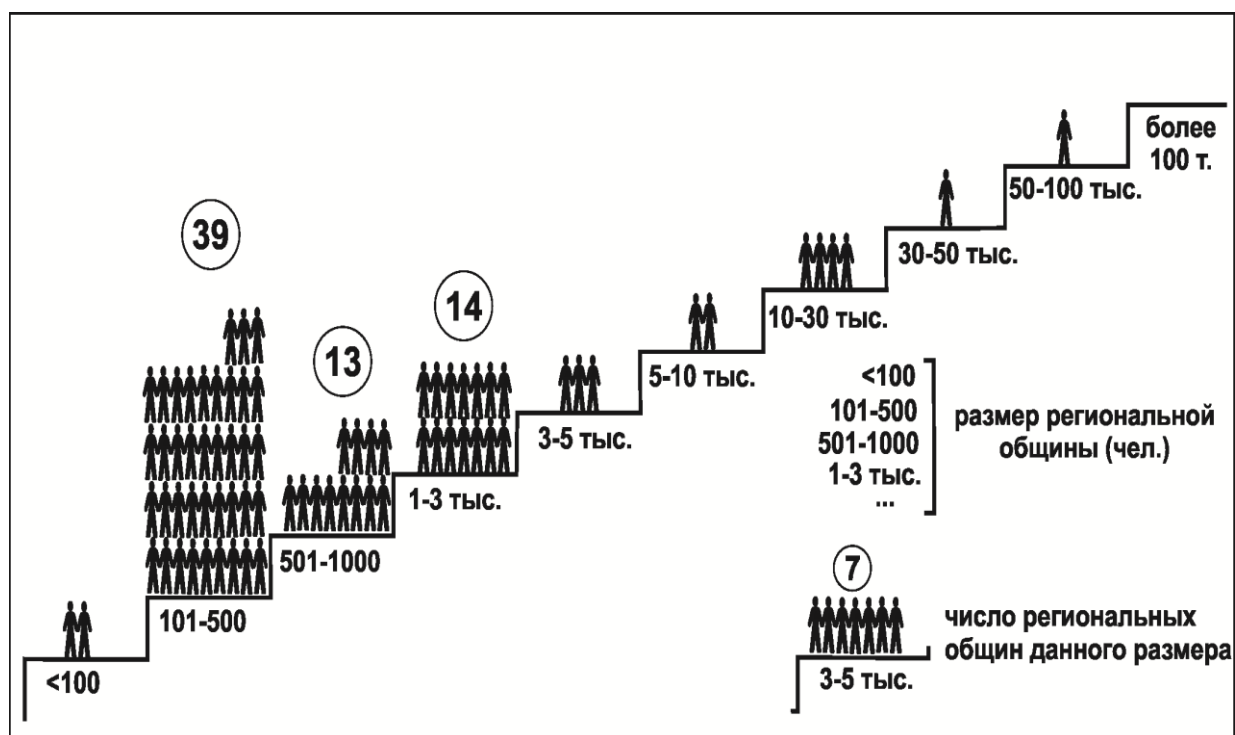 более
100 т.
50-100 тыс.
39
30-50 тыс.
14
10-30 тыс.
13
5-10 тыс.
<100
101-500
501-1000
1-3 тыс.
...
размер региональной
общины (чел.)
3-5 тыс.
1-3 тыс.
501-1000
7
101-500
число региональных
общин данного размера
3-5 тыс.
<100